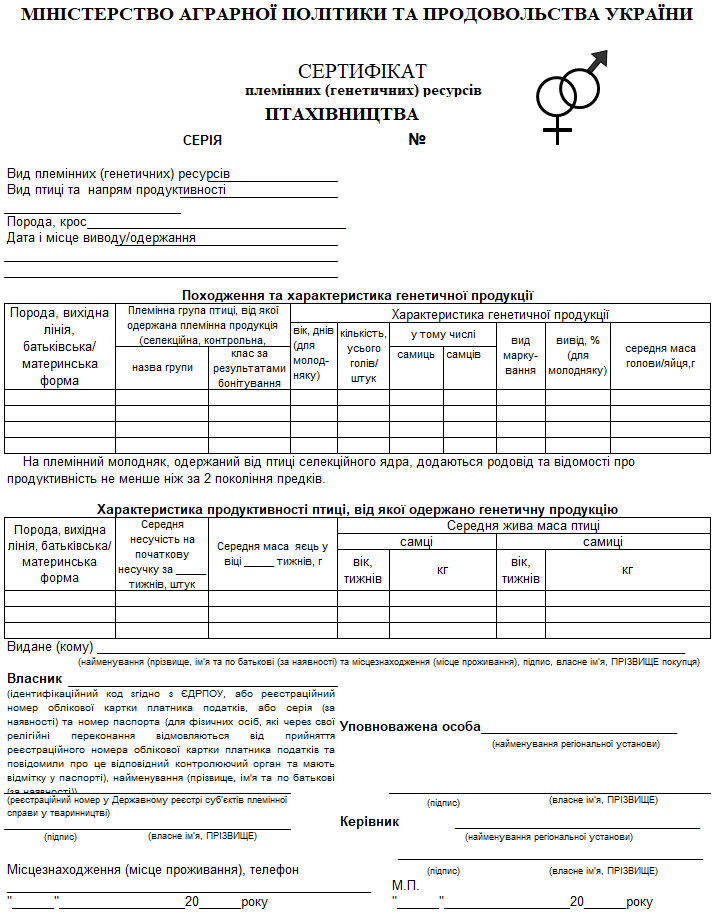 МІНІСТЕРСТВО АГРАРНОЇ ПОЛІТИКИ ТА ПРОДОВОЛЬСТВА УКРАЇНИ
СЕРТИФІКАТ
племінних (генетичних) ресурсів
ПТАХІВНИЦТВА
СЕРІЯ №
Вид племінних (генетичних) ресурсів
Вид птиці та напрям продуктивності
Порода, крос
Дата і місце виводу/одержання
Походження та характеристика генетичної продукції
Порода, вихідна
лінія,
батьківська/
материнська
форма
Племінна група птиці, від якої
одержана племінна продукція
(селекційна, контрольна,
назва групи
клас за
результатами
бонітування
Характеристика генетичної продукції
вік, днів
(для
молод-
няку)
кількість,
усього
голів/
штук
у тому числі
самиць
самців
вид
марку-
вання
вивід, %
(для
молодняку)
середня маса
голови/яйця,г
На племінний молодняк, одержаний від птиці селекційного ядра, додаються родовід та відомості про
продуктивність не менше ніж за 2 покоління предків.
Характеристика продуктивності птиці, від якої одержано генетичну продукцію
Порода, вихідна
лінія, батьківська/
материнська
форма
Середня
несучість на
початкову
несучку за _____
тижнів, штук
Середня маса яєць у
віці _____ тижнів, г
Середня жива маса птиці
самці
самиці
вік,
тижнів
кг
вік,
тижнів
кг
Видане (кому)
(найменування (прізвище, ім'я та по батькові (за наявності) та місцезнаходження (місце проживання), підпис, власне ім'я, ПРІЗВИЩЕ покупця)
Власник
(ідентифікаційний код згідно з ЄДРПОУ, або реєстраційний
номер облікової картки платника податків, або серія (за
наявності) та номер паспорта (для фізичних осіб, які через свої
релігійні переконання відмовляються від прийняття
реєстраційного номера облікової картки платника податків та
повідомили про це відповідний контролюючий орган та мають
відмітку у паспорті), найменування (прізвище, ім'я та по батькові
(за наявності))
(реєстраційний номер у Державному реєстрі суб'єктів племінної
справи у тваринництві)
(підпис) (власне ім'я, ПРІЗВИЩЕ)
Уповноважена особа
(найменування регіональної установи)
(підпис) (власне ім'я, ПРІЗВИЩЕ)
Керівник
(найменування регіональної установи)
(підпис) (власне ім'я, ПРІЗВИЩЕ)
Місцезнаходження (місце проживання), телефон
М.П.
"______"__________________20______року
"______"__________________20______року